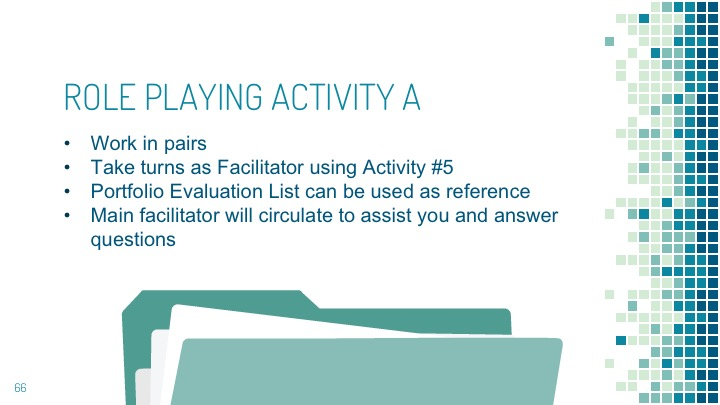 ROLE PLAYING ACTIVITY A
• Work in pairs
• Take turns as Facilitator using Activity #5
• Portfolio Evaluation List can be used as reference
• Main facilitator will circulate to assist you and answer
questions
66